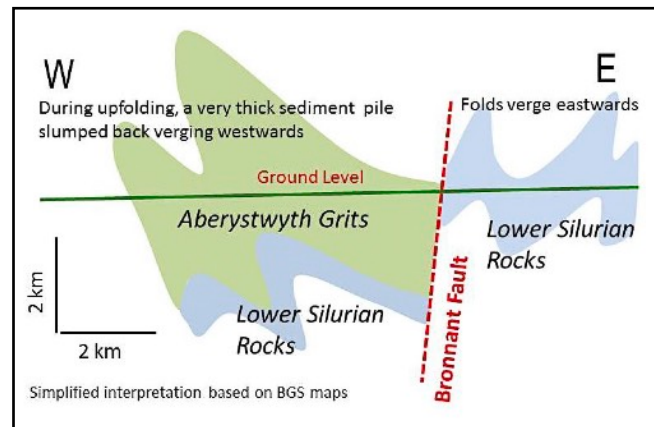 W
E
During upfolding, a very thick sediment pile
slumped back verging westwards
Folds verge eastwards
Ground Level
Aberystwyth Grits
Lower Silurian
Rocks
2 km
2 km
Lower Silurian
Rocks
Bronnant Fault
Simplified interpretation based on BGS maps